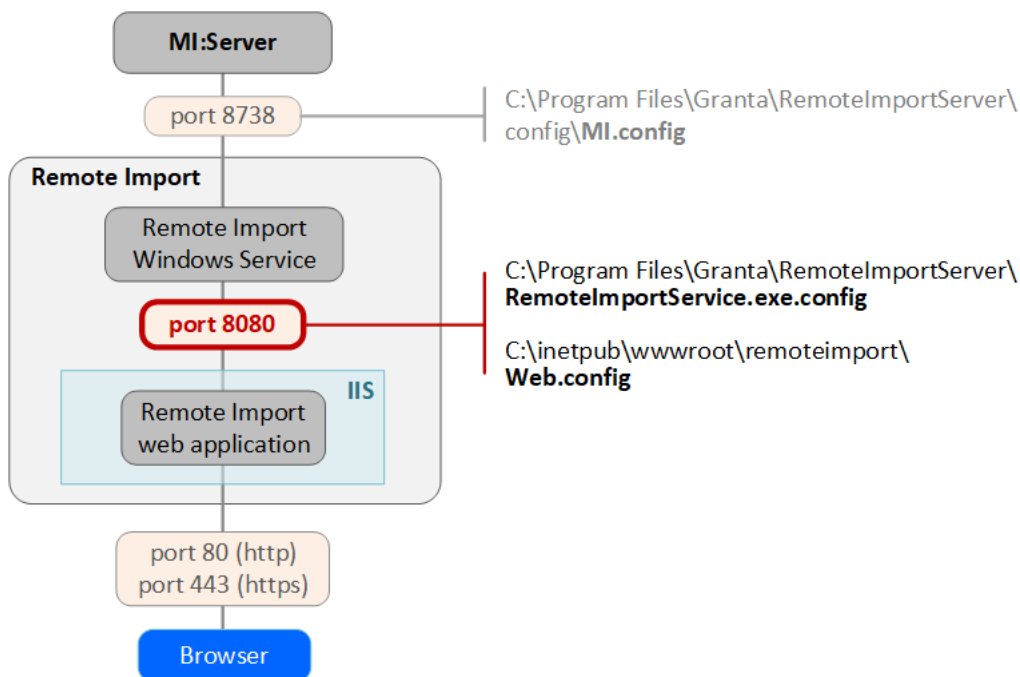 MI:Server
port 8738
C:\Program Files\Granta\RemoteImportServer\
config\MI.config
Remote Import
Remote Import
Windows Service
C:\Program Files\Granta\RemoteImportServer\
RemoteImportService.exe.config
port 8080
C:\inetpub\wwwroot\remoteimport\
Web.config
IIS
Remote Import
web application
port 80 (http)
port 443 (https)
Browser